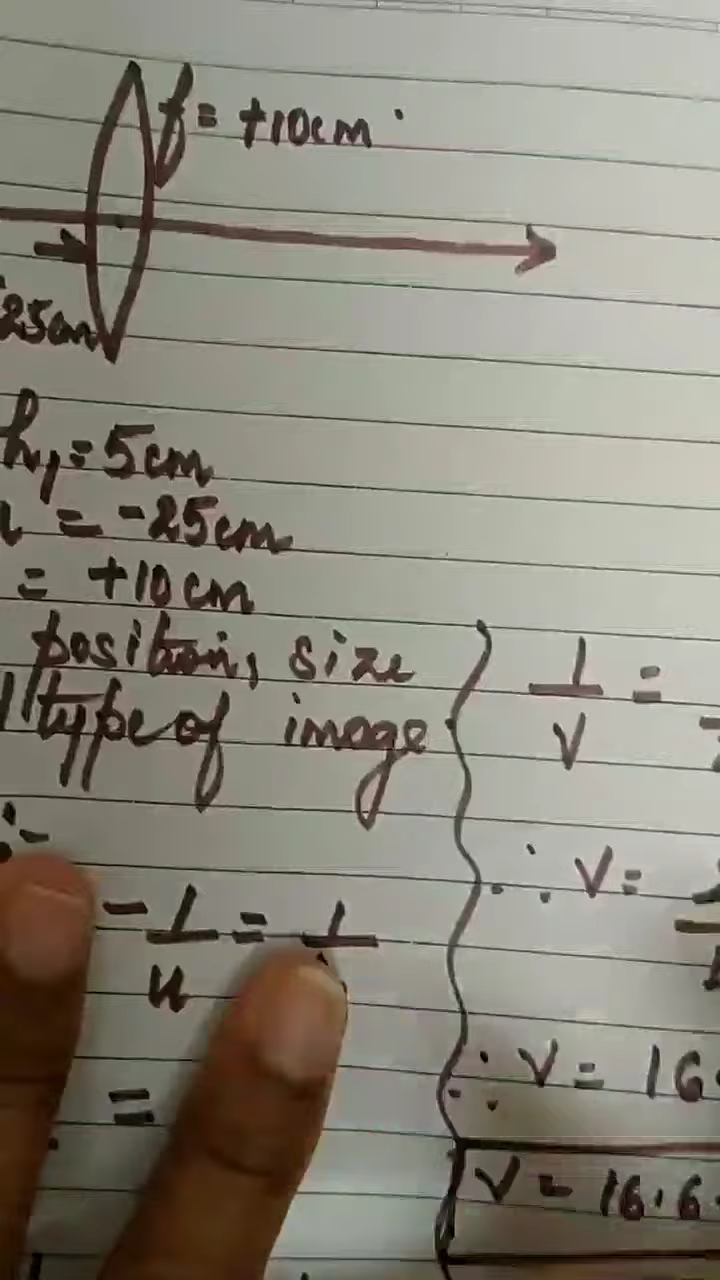 f = +10cm
25cm
h₁ = 5cm
u = -25cm
= +10cm
position, size
type of image
:-
- 1/u = 1
=
1/V =
∴ V =
∴ V = 16.
V = 16.6